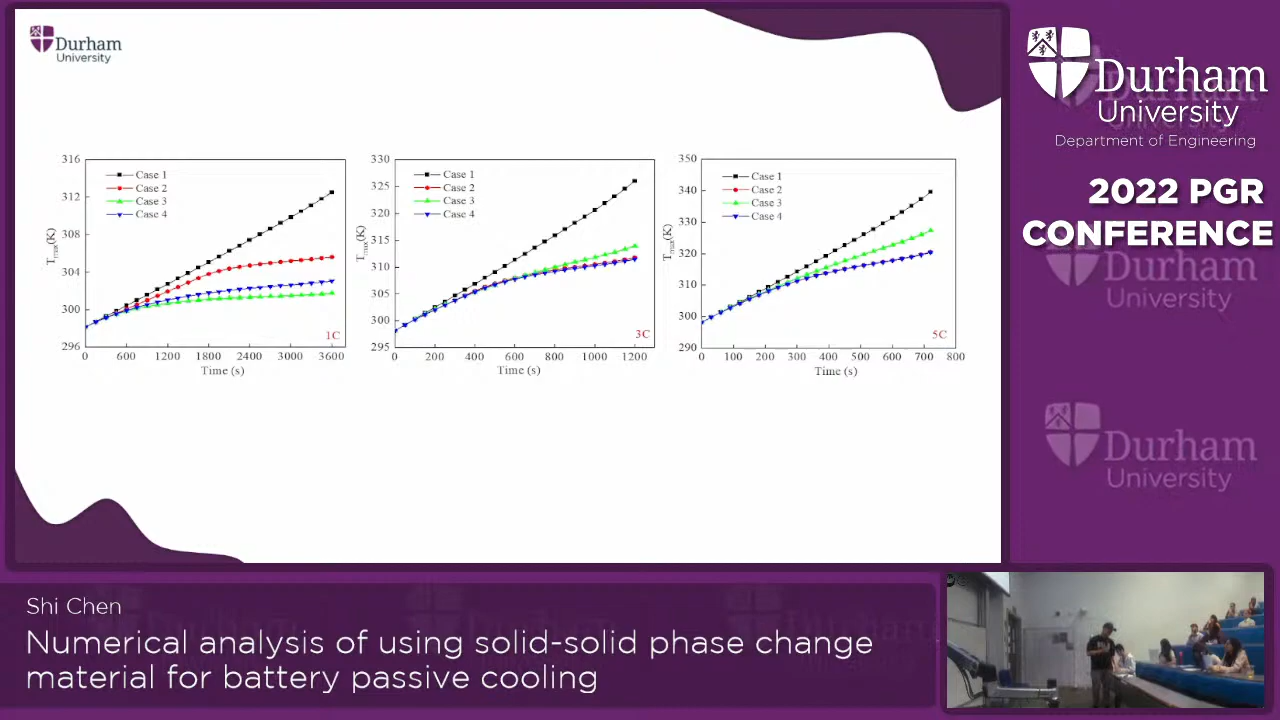 Durham
University
316
312
308
304
300
296
Tmax(K)
Case 1
Case 2
Case 3
Case 4
1C
0 600 1200 1800 2400 3000 3600
Time (s)
330
325
320
315
310
305
300
295
Tmax(K)
Case 1
Case 2
Case 3
Case 4
3C
0 200 400 600 800 1000 1200
Time (s)
350
340
330
320
310
300
290
Tmax(K)
Case 1
Case 2
Case 3
Case 4
5C
0 100 200 300 400 500 600 700 800
Time (s)
Durham
University
Department of Engineering
2022 PGR
CONFERENCE
Durham
University
Durham
University
Shi Chen
Numerical analysis of using solid-solid phase change
material for battery passive cooling